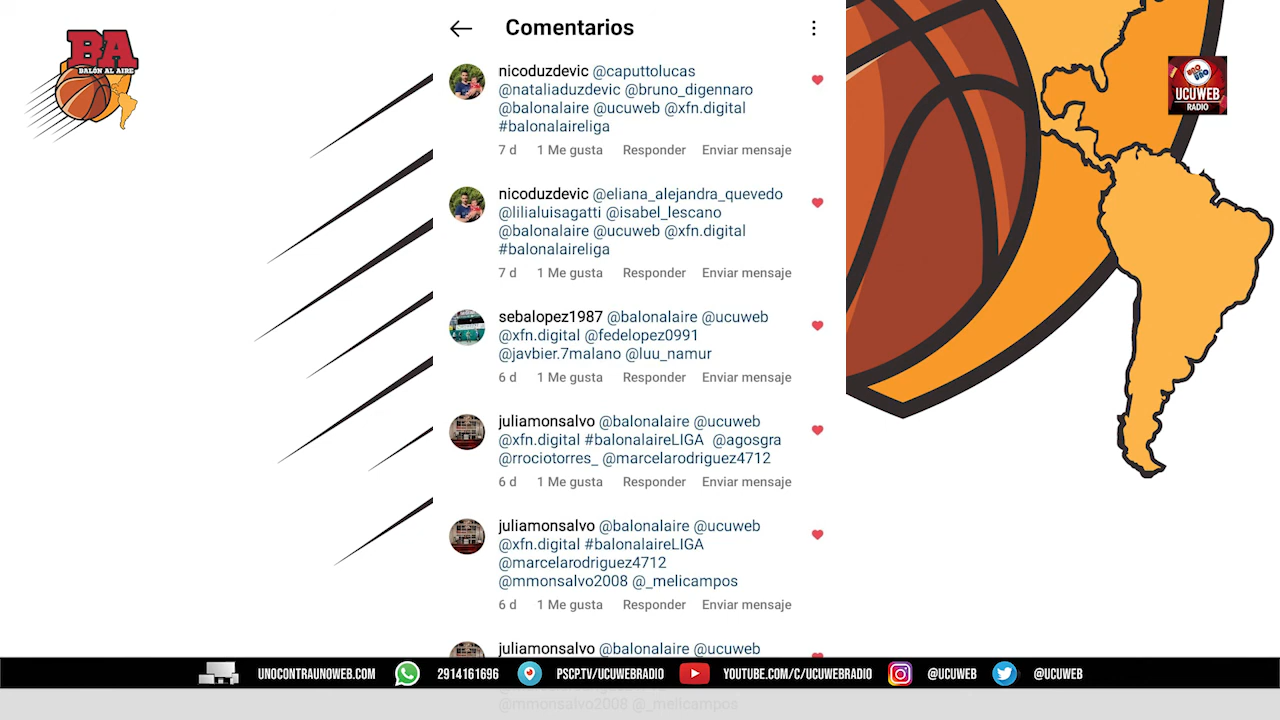 BA
BALÓN AL AIRE
Comentarios
UCUWEB
RADIO
nicoduzdevic @caputtolucas
@nataliaduzdevic @bruno_digennaro
@balonalaire @ucuweb @xfn.digital
#balonalaireliga
7 d 1 Me gusta Responder Enviar mensaje
nicoduzdevic @eliana_alejandra_quevedo
@lilialuisagatti @isabel_lescano
@balonalaire @ucuweb @xfn.digital
#balonalaireliga
7 d 1 Me gusta Responder Enviar mensaje
sebalopez1987 @balonalaire @ucuweb
@xfn.digital @fedelopez0991
@javbier.7malano @luu_namur
6 d 1 Me gusta Responder Enviar mensaje
juliamonsalvo @balonalaire @ucuweb
@xfn.digital #balonalaireLIGA @agosgra
@rrociotorres_ @marcelarodriguez4712
6 d 1 Me gusta Responder Enviar mensaje
juliamonsalvo @balonalaire @ucuweb
@xfn.digital #balonalaireLIGA
@marcelarodriguez4712
@mmonsalvo2008 @_melicampos
6 d 1 Me gusta Responder Enviar mensaje
juliamonsalvo @balonalaire @ucuweb
UNOCONTRAUNOWEB.COM 2914161696 PSCP.TV/UCUWEBRADIO YOUTUBE.COM/C/UCUWEBRADIO @UCUWEB @UCUWEB
@mmonsalvo2008 @_melicampos